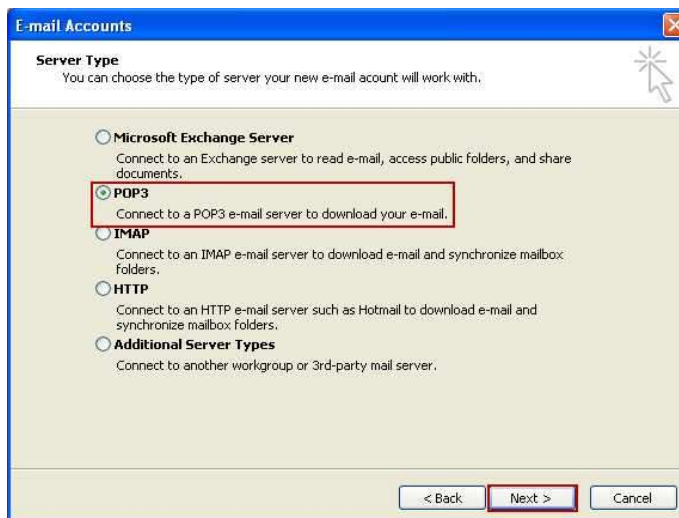 E-mail Accounts
Server Type
You can choose the type of server your new e-mail acount will work with.
Microsoft Exchange Server
Connect to an Exchange server to read e-mail, access public folders, and share
documents.
POP3
Connect to a POP3 e-mail server to download your e-mail.
IMAP
Connect to an IMAP e-mail server to download e-mail and synchronize mailbox
folders.
HTTP
Connect to an HTTP e-mail server such as Hotmail to download e-mail and
synchronize mailbox folders.
Additional Server Types
Connect to another workgroup or 3rd-party mail server.
< Back Next > Cancel